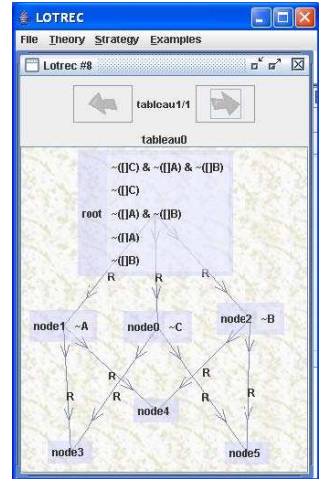 LOTREC
File Theory Strategy Examples
Lotrec #8
tableau1/1
tableau0
~([]C) & ~([]A) & ~([]B)
~([]C)
root ~([]A) & ~([]B)
~([]A)
~([]B)
R R R
node1 ~A node0 ~C node2 ~B
R R
R R R R
node4
node3 node5